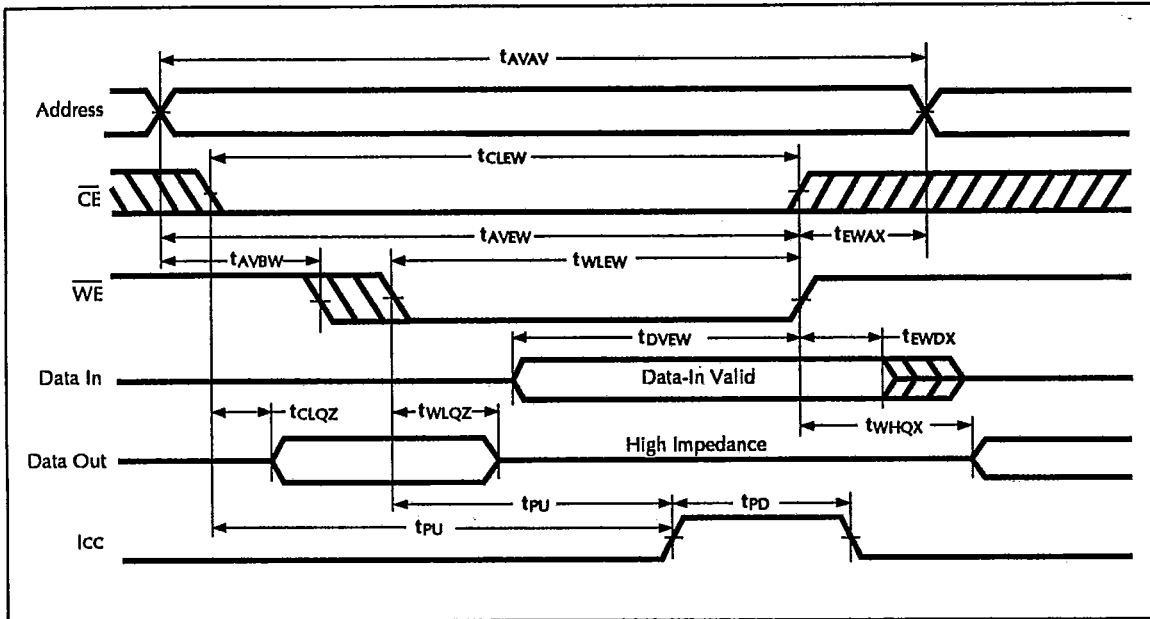 tAVAV
Address
tCLEW
CE
tAVEW
tEWAX
tAVBW
tWLEW
WE
tDVEW
tEWDX
Data In
Data-In Valid
tCLQZ
tWLQZ
tWHQX
Data Out
High Impedance
tPU
tPD
tPU
ICC